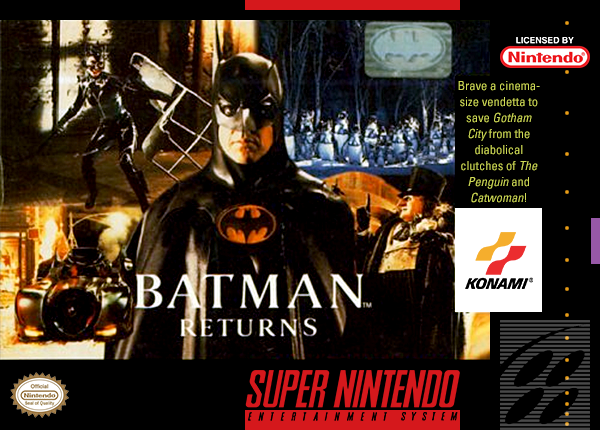 LICENSED BY
Nintendo®
Brave a cinema-
size vendetta to
save Gotham
City from the
diabolical
clutches of The
Penguin and
Catwoman!
KONAMI®
BATMAN™
RETURNS
Official
Nintendo
Seal of Quality
SUPER NINTENDO
ENTERTAINMENT SYSTEM